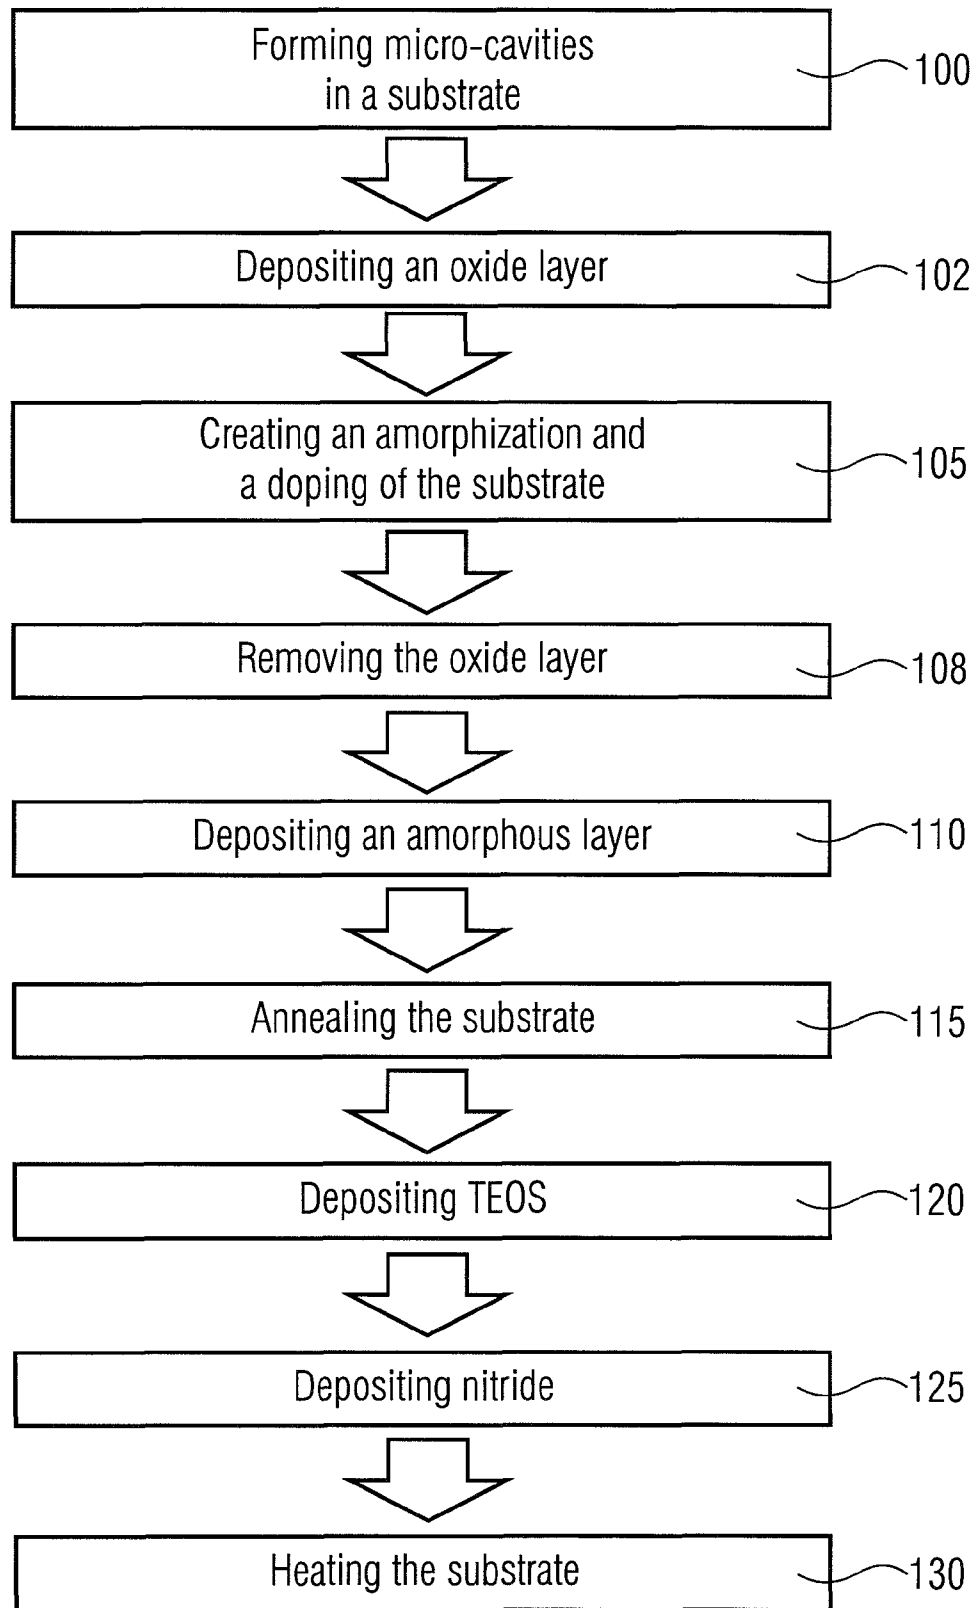 Forming micro-cavities
in a substrate
100
Depositing an oxide layer
102
Creating an amorphization and
a doping of the substrate
105
Removing the oxide layer
108
Depositing an amorphous layer
110
Annealing the substrate
115
Depositing TEOS
120
Depositing nitride
125
Heating the substrate
130